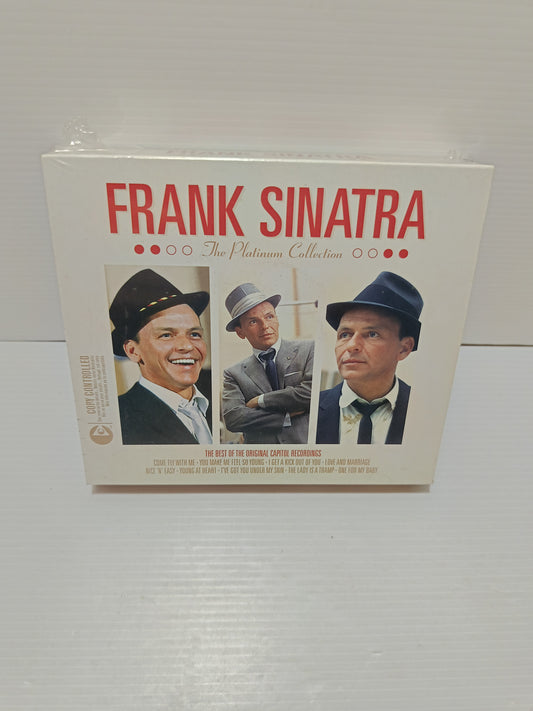 FRANK SINATRA
FRANK SINATRA
The Platinum Collection
COPY CONTROLLED
THE BEST OF THE ORIGINAL CAPITOL RECORDINGS
COME FLY WITH ME · YOU MAKE ME FEEL SO YOUNG · I GET A KICK OUT OF YOU · LOVE AND MARRIAGE
NICE 'N' EASY · YOUNG AT HEART · I'VE GOT YOU UNDER MY SKIN · THE LADY IS A TRAMP · ONE FOR MY BABY